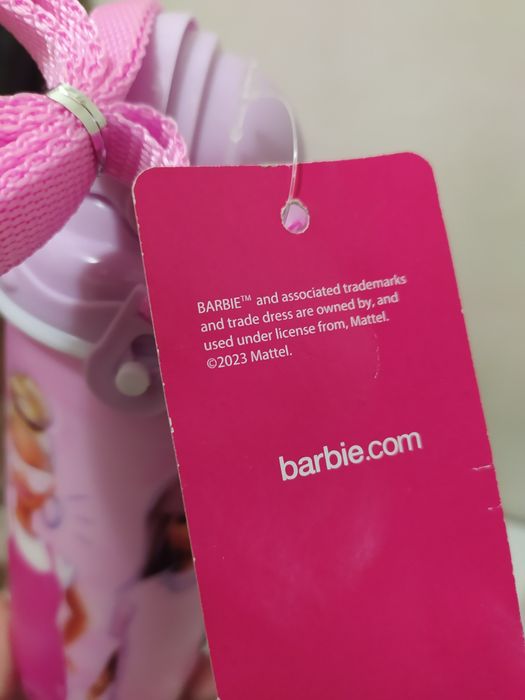 BARBIE™ and associated trademarks
and trade dress are owned by, and
used under license from, Mattel.
©2023 Mattel.
barbie.com